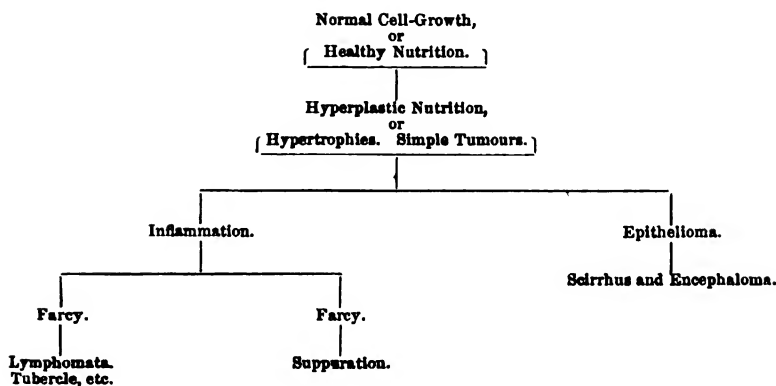 Normal Cell-Growth,
or
Healthy Nutrition.
Hyperplastic Nutrition,
or
Hypertrophies. Simple Tumours.
Inflammation.
Epithelioma.
Scirrhus and Encephaloma.
Farcy.
Farcy.
Lymphomata.
Tubercle, etc.
Suppuration.